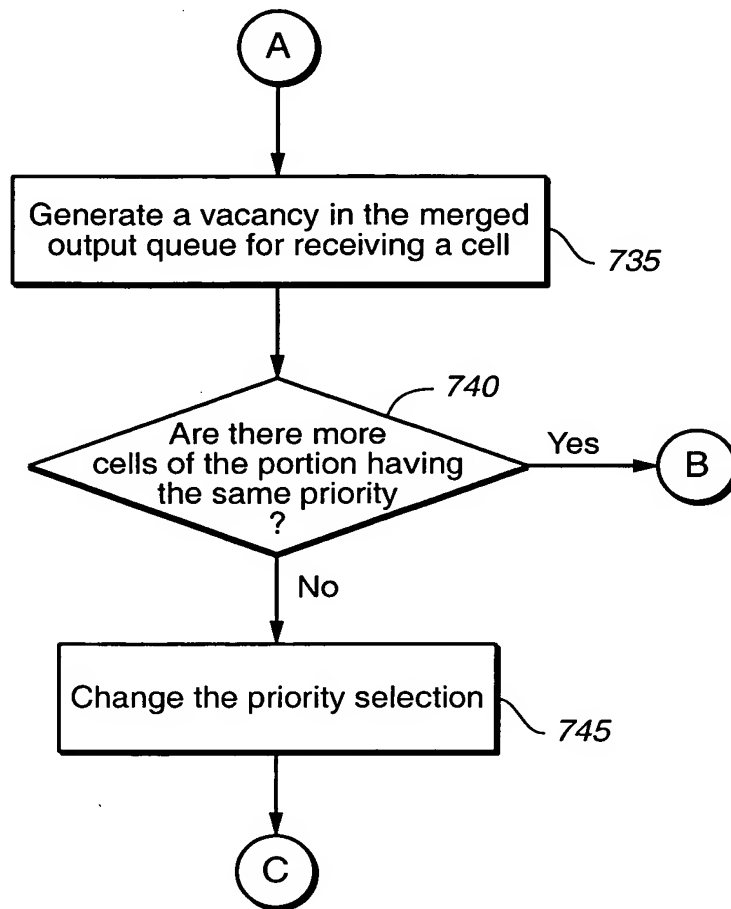 A
Generate a vacancy in the merged
output queue for receiving a cell
735
740
Are there more
cells of the portion having
the same priority
?
Yes
B
No
Change the priority selection
745
C